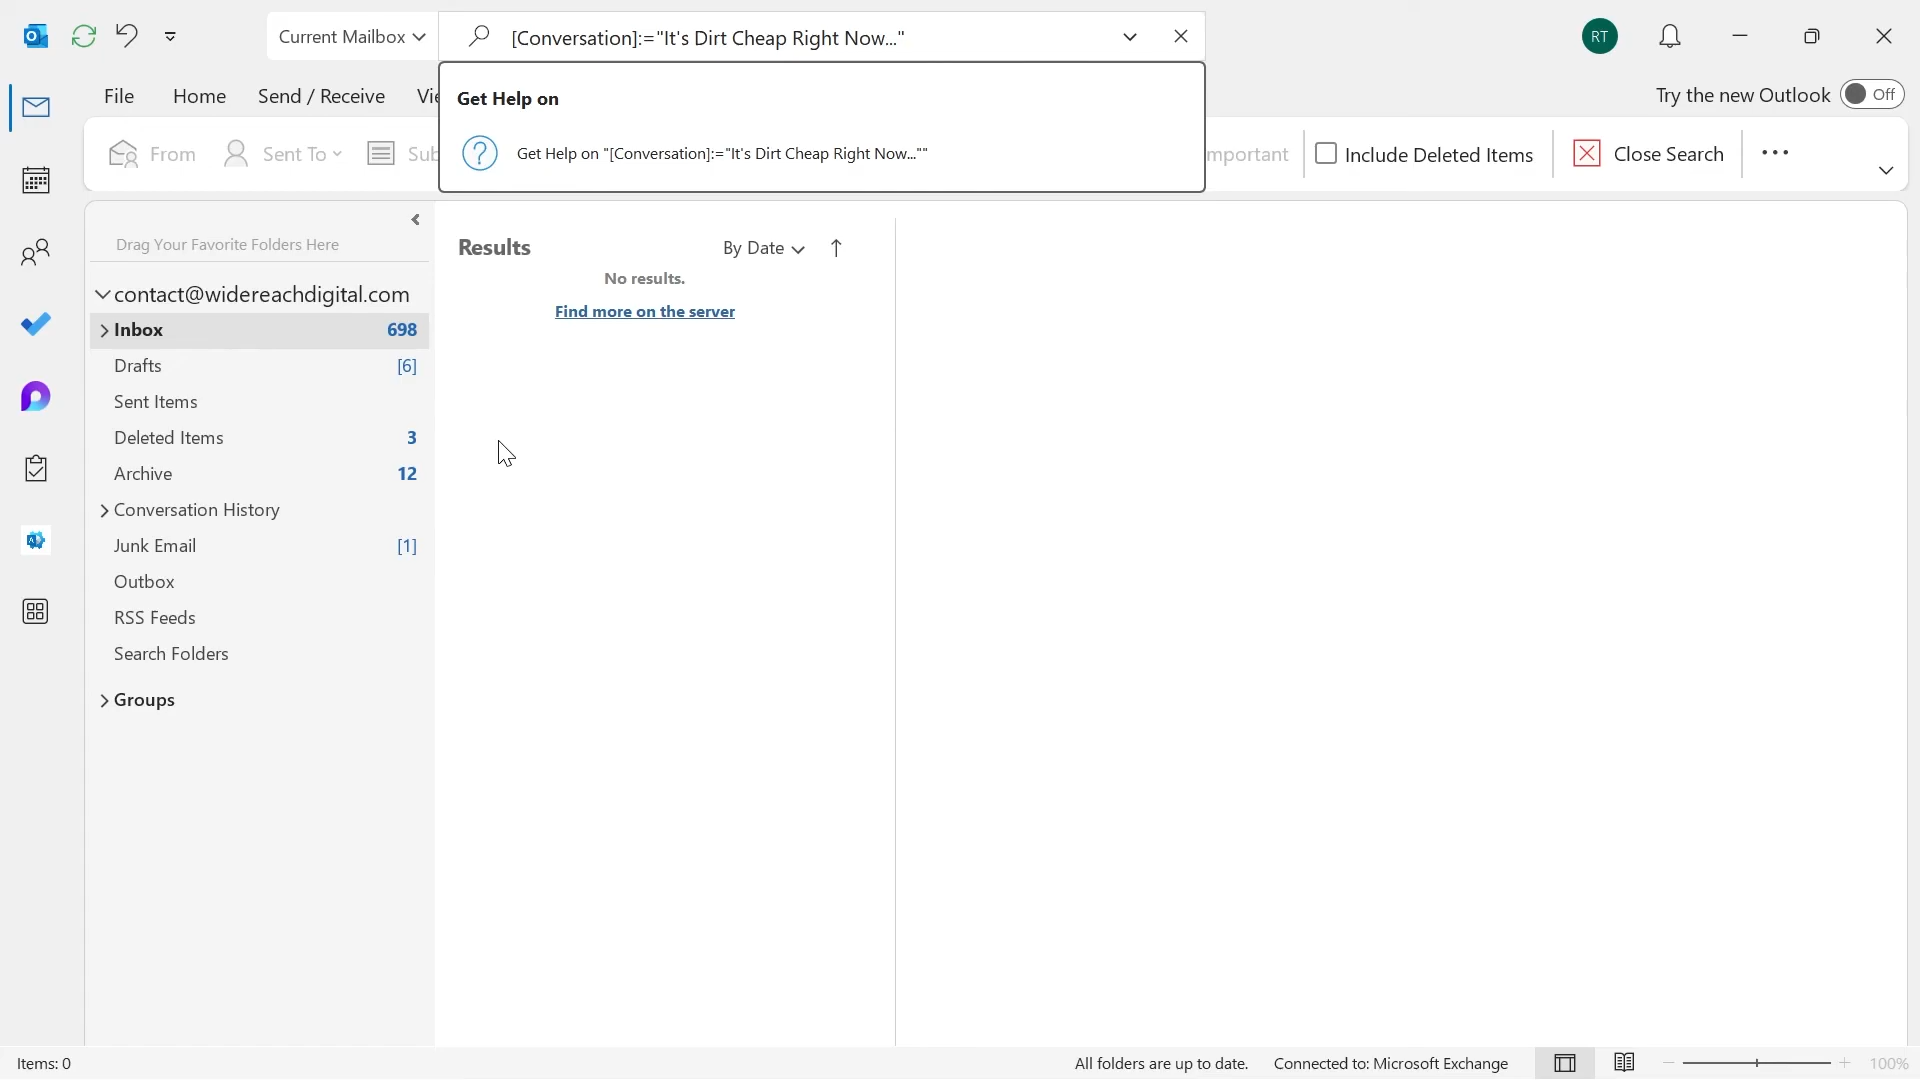 Current Mailbox
[Conversation]:="It's Dirt Cheap Right Now..."
RT
File
Home
Send / Receive
Vie
Get Help on
Get Help on "[Conversation]:="It's Dirt Cheap Right Now...""
Try the new Outlook
Off
From
Sent To
Sub
mportant
Include Deleted Items
Close Search
Drag Your Favorite Folders Here
contact@widereachdigital.com
Inbox 698
Drafts [6]
Sent Items
Deleted Items 3
Archive 12
Conversation History
Junk Email [1]
Outbox
RSS Feeds
Search Folders
Groups
Results
By Date
No results.
Find more on the server
Items: 0
All folders are up to date.
Connected to: Microsoft Exchange
100%